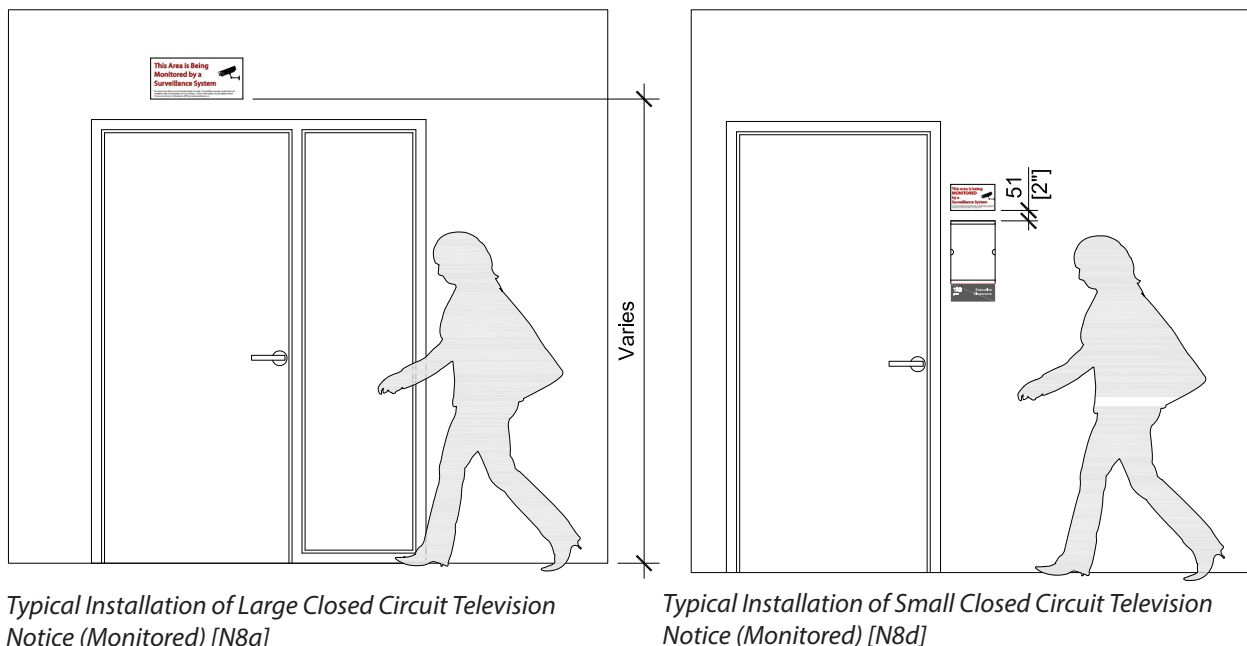 This Area is Being
Monitored by a
Surveillance System
Varies
This area is being
MONITORED
by a
Surveillance System
51
[2"]
Typical Installation of Large Closed Circuit Television
Notice (Monitored) [N8a]
Typical Installation of Small Closed Circuit Television
Notice (Monitored) [N8d]